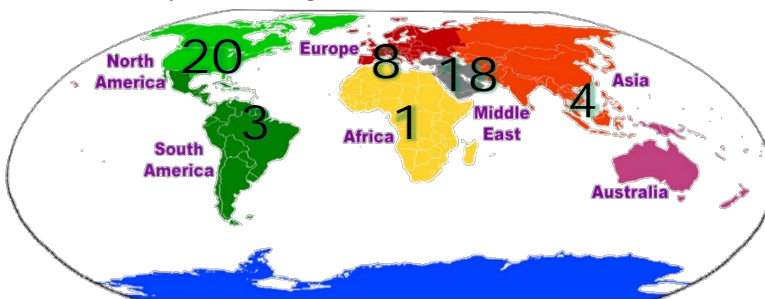 20
North
America
Europe
8
18
Asia
4
Middle
East
3
Africa
1
South
America
Australia